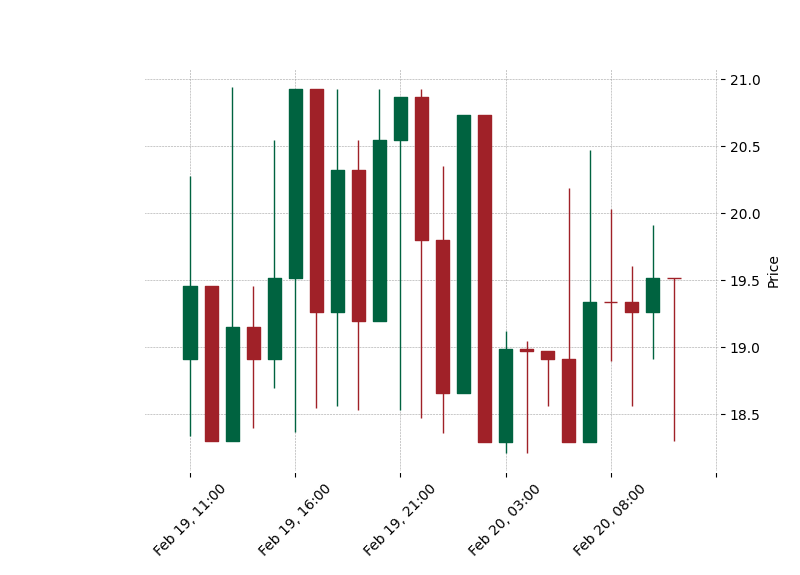 21.0
20.5
20.0
19.5
19.0
18.5
Price
Feb 19, 11:00
Feb 19, 16:00
Feb 19, 21:00
Feb 20, 03:00
Feb 20, 08:00